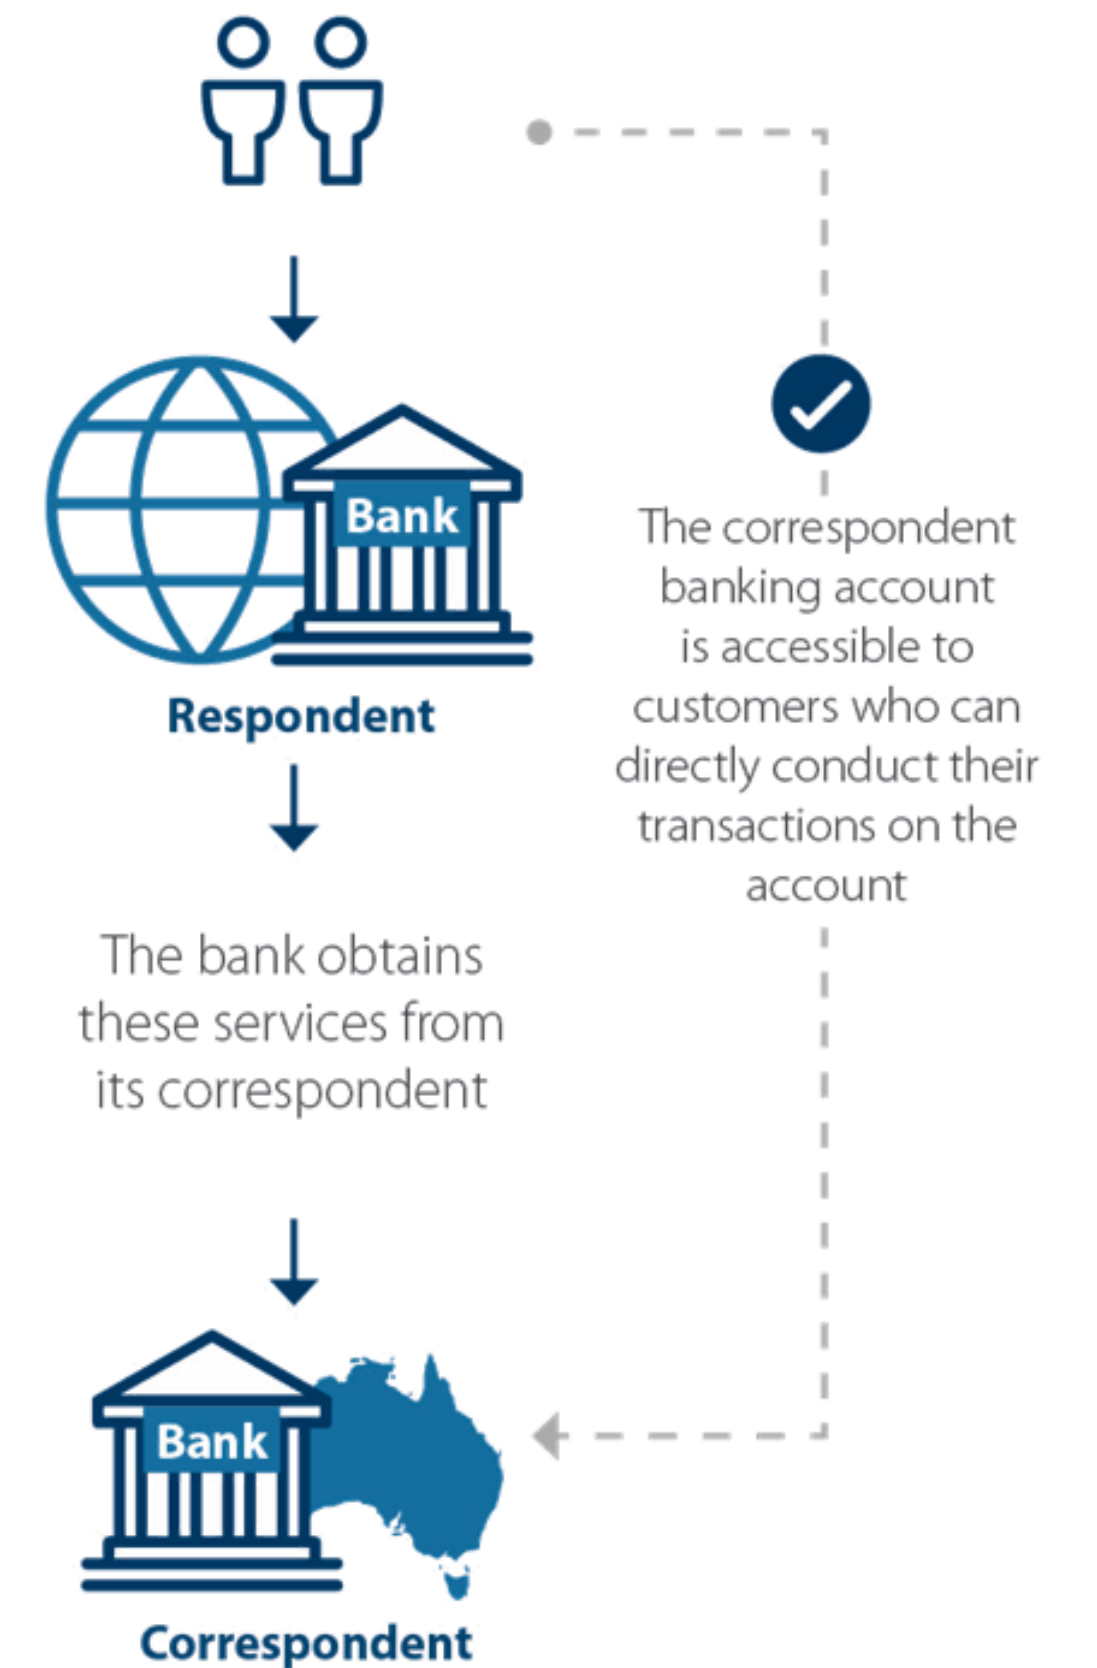 Bank
Respondent
The bank obtains
these services from
its correspondent
Bank
Correspondent
The correspondent
banking account
is accessible to
customers who can
directly conduct their
transactions on the
account